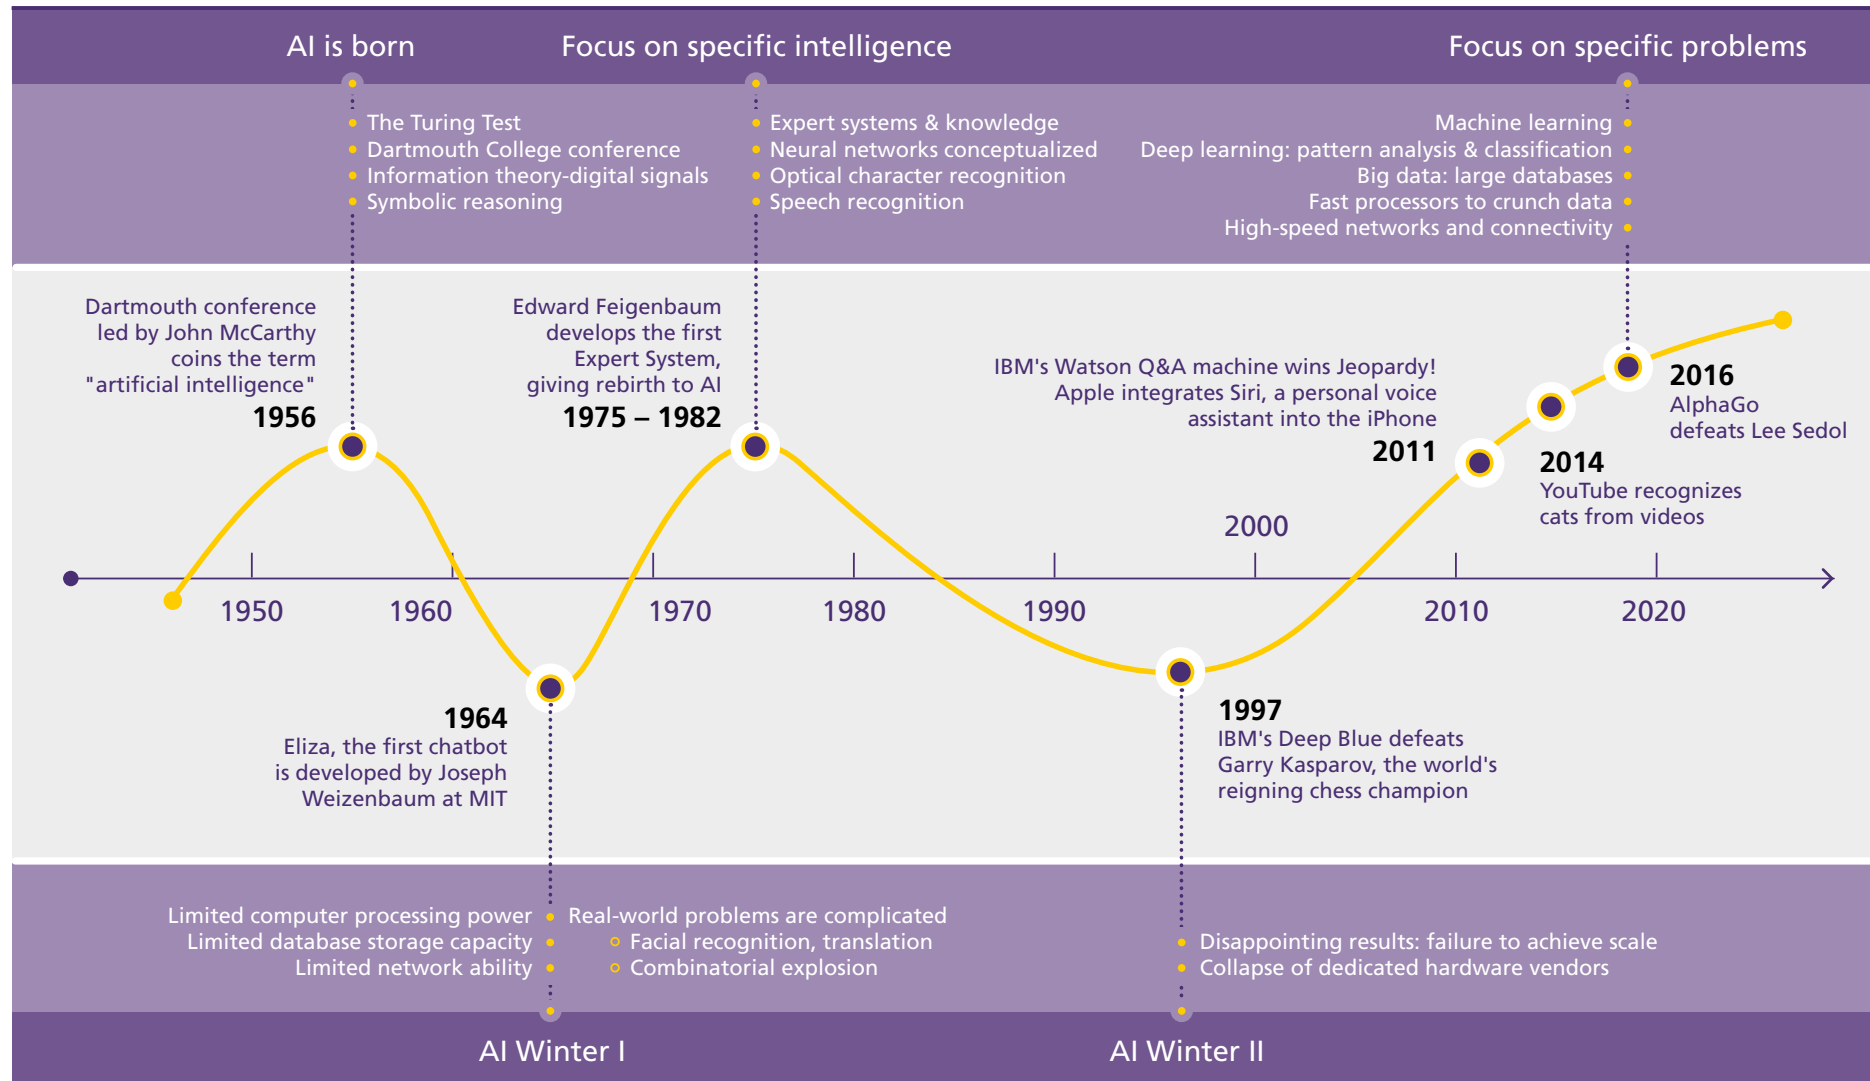 AI is born
Focus on specific intelligence
Focus on specific problems
The Turing Test
Dartmouth College conference
Information theory-digital signals
Symbolic reasoning
Expert systems & knowledge
Neural networks conceptualized
Optical character recognition
Speech recognition
Machine learning
Deep learning: pattern analysis & classification
Big data: large databases
Fast processors to crunch data
High-speed networks and connectivity
Dartmouth conference
led by John McCarthy
coins the term
"artificial intelligence"
1956
Edward Feigenbaum
develops the first
Expert System,
giving rebirth to AI
1975 – 1982
IBM's Watson Q&A machine wins Jeopardy!
Apple integrates Siri, a personal voice
assistant into the iPhone
2011
2014
YouTube recognizes
cats from videos
2016
AlphaGo
defeats Lee Sedol
1950
1960
1970
1980
1990
2000
2010
2020
1964
Eliza, the first chatbot
is developed by Joseph
Weizenbaum at MIT
1997
IBM's Deep Blue defeats
Garry Kasparov, the world's
reigning chess champion
Limited computer processing power
Limited database storage capacity
Limited network ability
Real-world problems are complicated
Facial recognition, translation
Combinatorial explosion
Disappointing results: failure to achieve scale
Collapse of dedicated hardware vendors
AI Winter I
AI Winter II